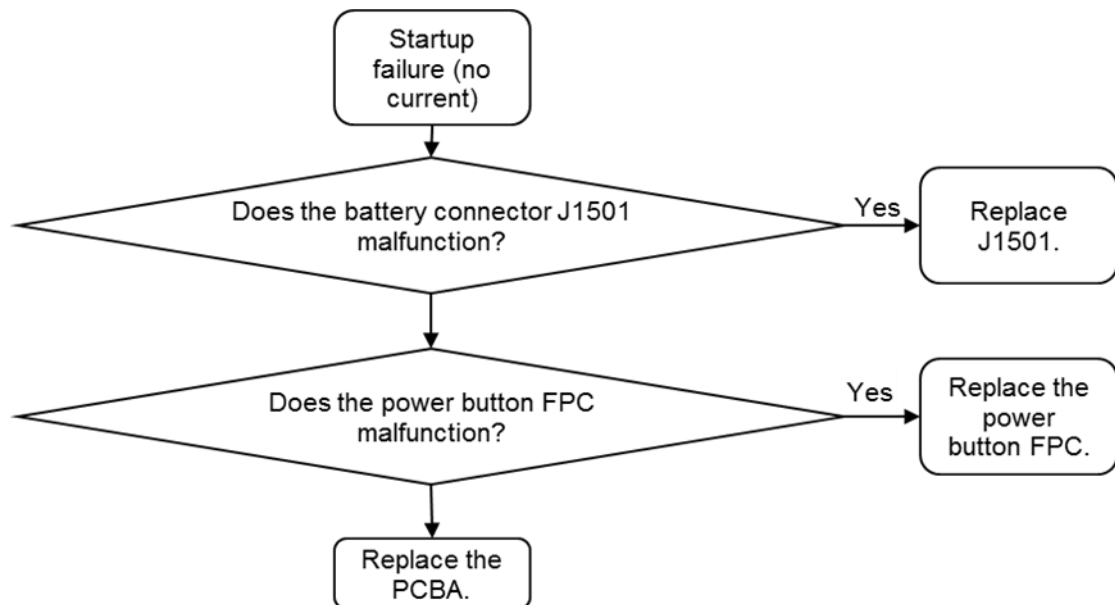 Startup
failure (no
current)
Does the battery connector J1501
malfunction?
Yes
Replace
J1501.
Does the power button FPC
malfunction?
Yes
Replace the
power
button FPC.
Replace the
PCBA.